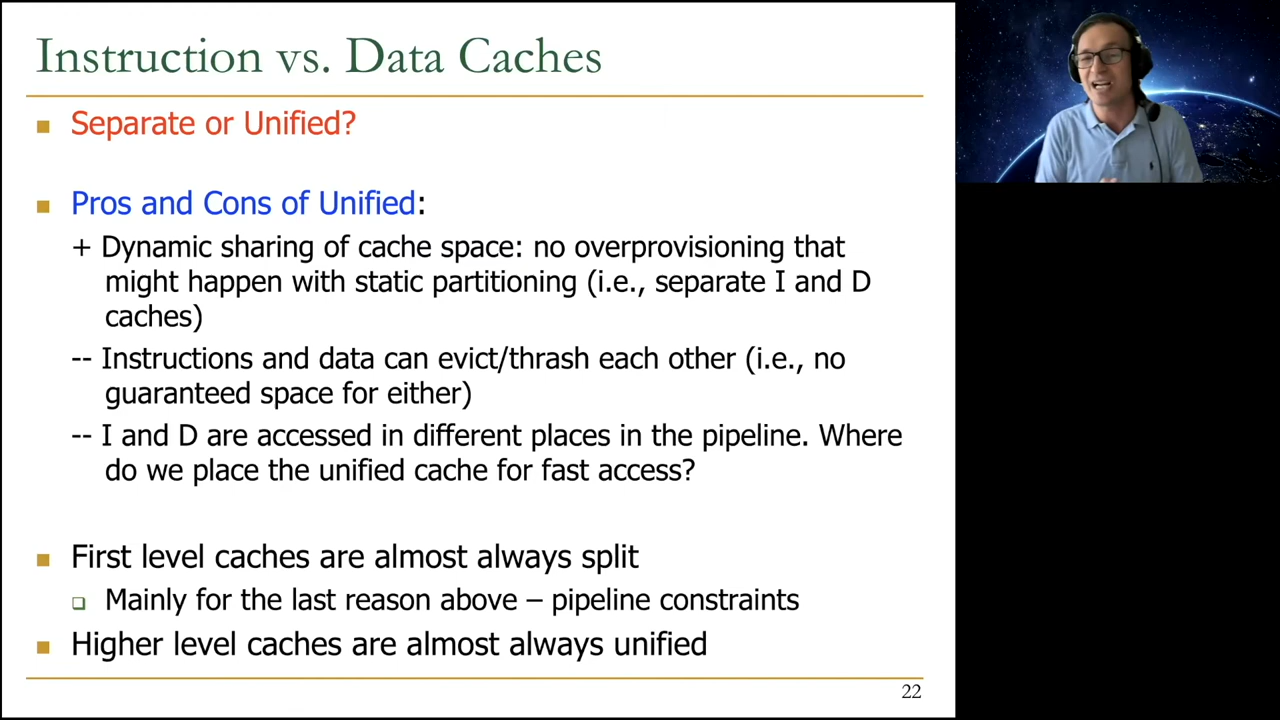 Instruction vs. Data Caches
Separate or Unified?
Pros and Cons of Unified:
+ Dynamic sharing of cache space: no overprovisioning that
might happen with static partitioning (i.e., separate I and D
caches)
-- Instructions and data can evict/thrash each other (i.e., no
guaranteed space for either)
-- I and D are accessed in different places in the pipeline. Where
do we place the unified cache for fast access?
First level caches are almost always split
Mainly for the last reason above – pipeline constraints
Higher level caches are almost always unified
22